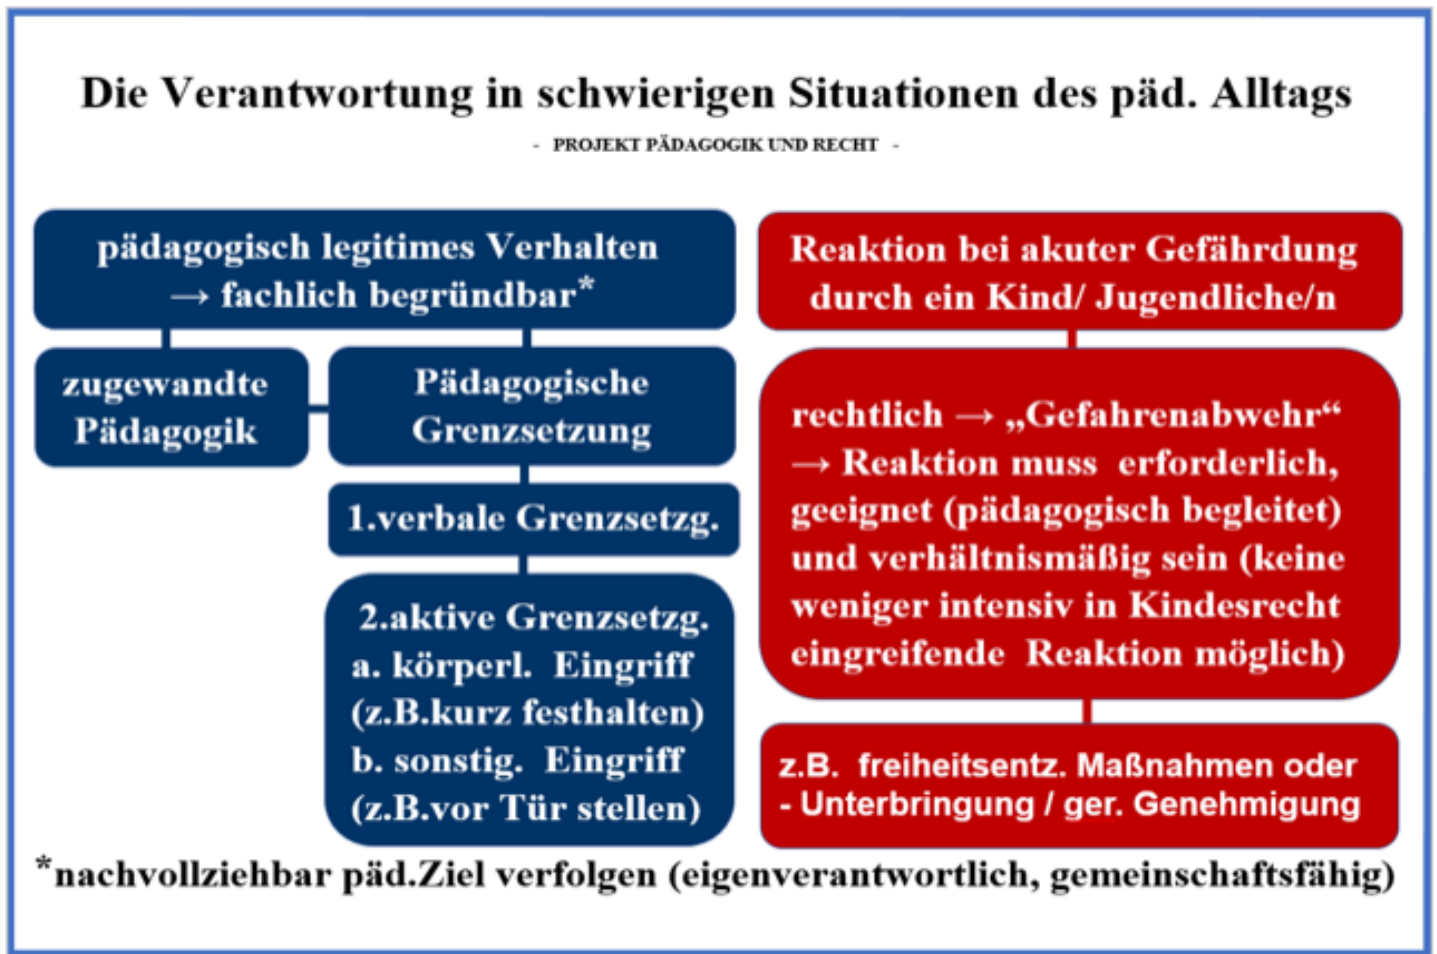 Die Verantwortung in schwierigen Situationen des päd. Alltags
- PROJEKT PÄDAGOGIK UND RECHT -
pädagogisch legitimes Verhalten
→ fachlich begründbar*
zugewandte
Pädagogik
Pädagogische
Grenzsetzung
1.verbale Grenzsetzg.
2.aktive Grenzsetzg.
a. körperl. Eingriff
(z.B.kurz festhalten)
b. sonstig. Eingriff
(z.B.vor Tür stellen)
Reaktion bei akuter Gefährdung
durch ein Kind/ Jugendliche/n
rechtlich → „Gefahrenabwehr“
→ Reaktion muss erforderlich,
geeignet (pädagogisch begleitet)
und verhältnismäßig sein (keine
weniger intensiv in Kindesrecht
eingreifende Reaktion möglich)
z.B. freiheitsentz. Maßnahmen oder
- Unterbringung / ger. Genehmigung
*nachvollziehbar päd.Ziel verfolgen (eigenverantwortlich, gemeinschaftsfähig)